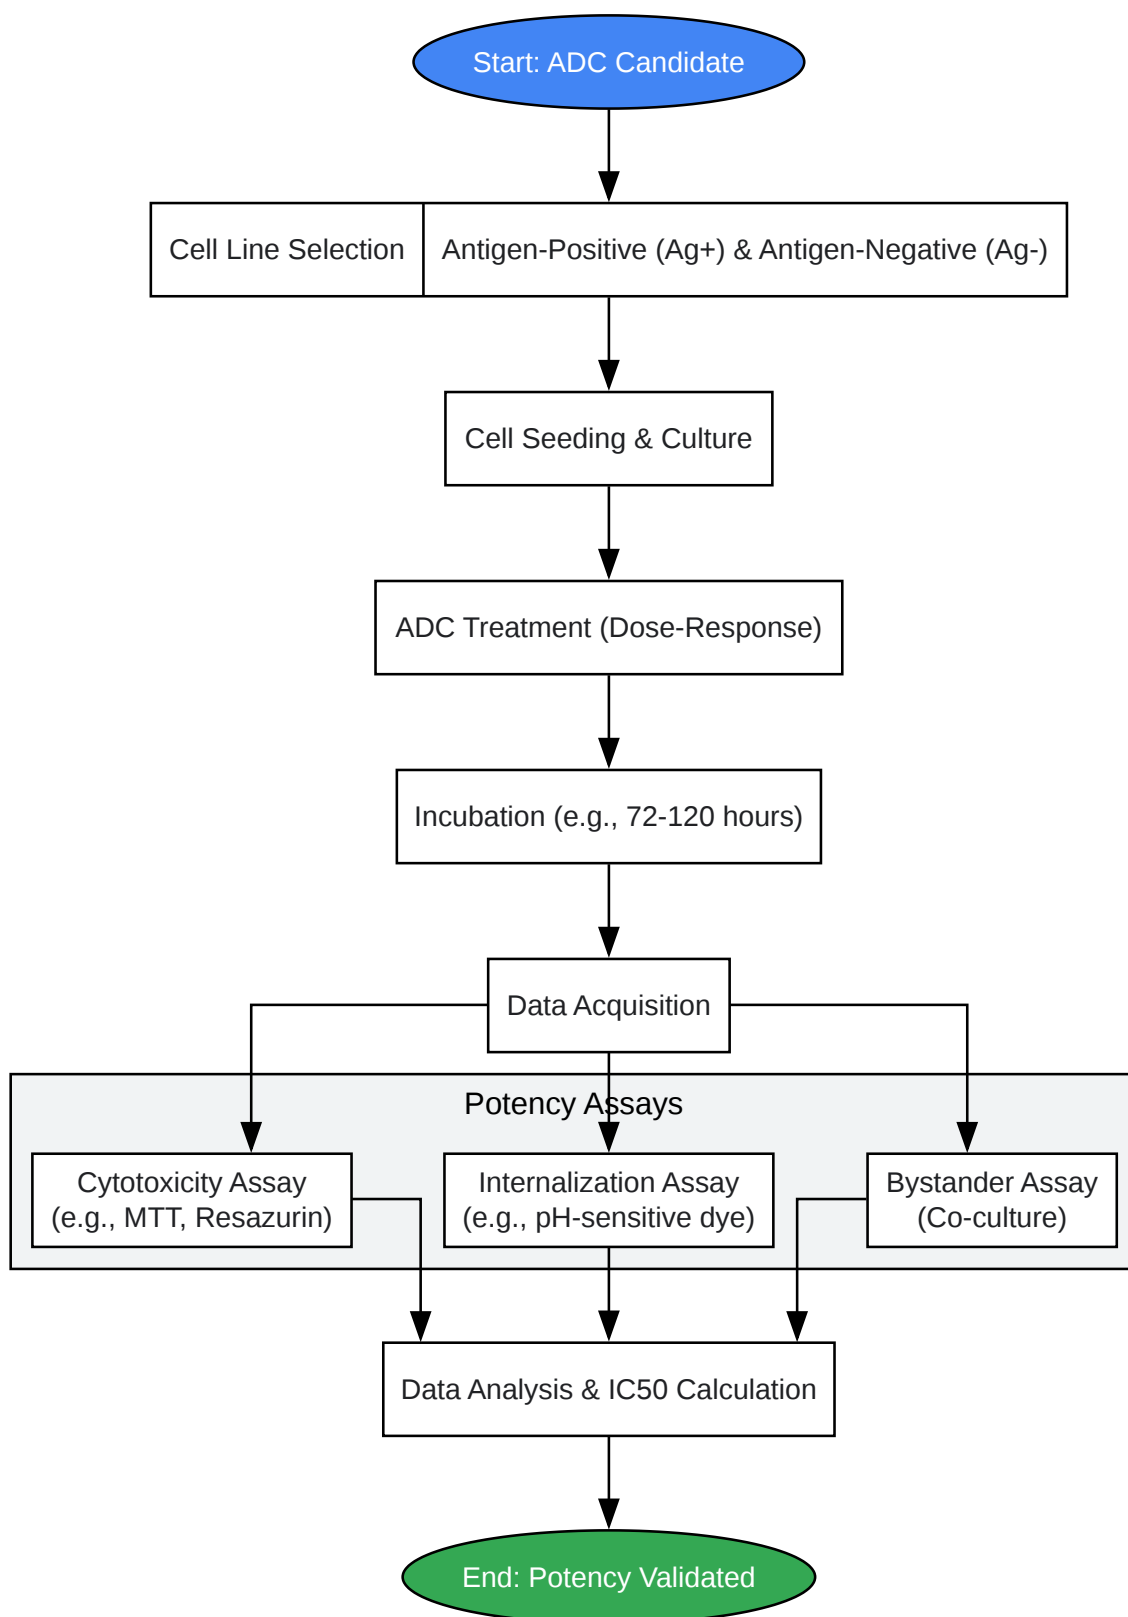 Start: ADC Candidate
Cell Line Selection
Antigen-Positive (Ag+) & Antigen-Negative (Ag-)
Cell Seeding & Culture
ADC Treatment (Dose-Response)
Incubation (e.g., 72-120 hours)
Data Acquisition
Potency Assays
Cytotoxicity Assay
(e.g., MTT, Resazurin)
Internalization Assay
(e.g., pH-sensitive dye)
Bystander Assay
(Co-culture)
Data Analysis & IC50 Calculation
End: Potency Validated